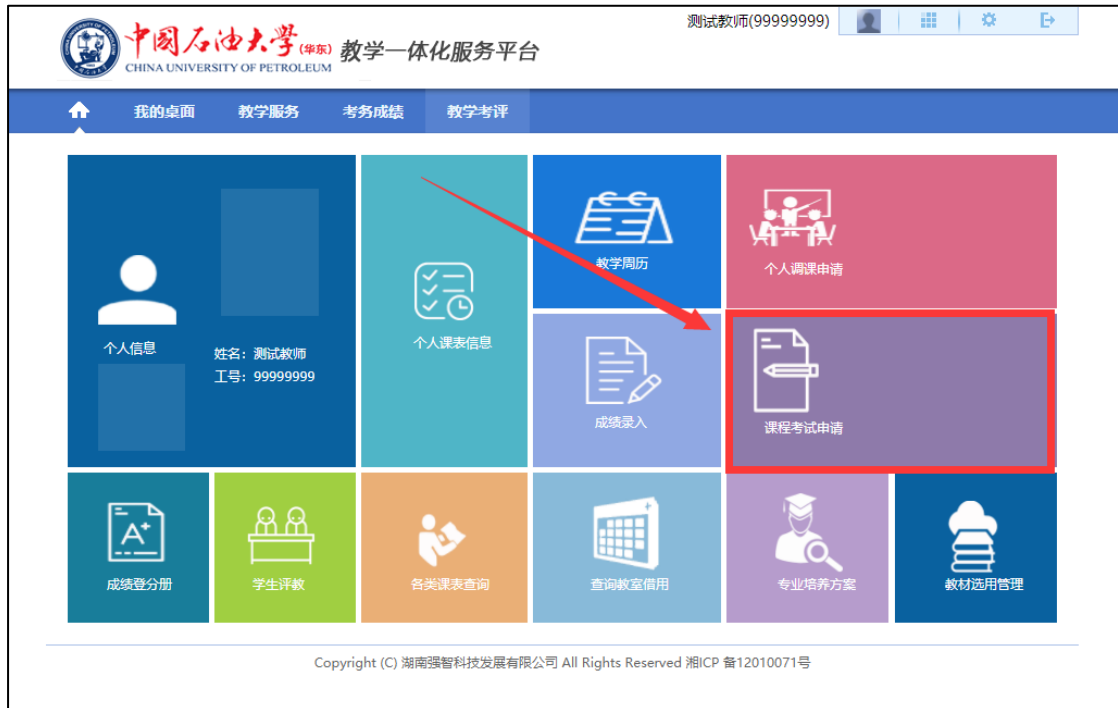 测试教师(99999999)
中国石油大学(华东) 教学一体化服务平台
CHINA UNIVERSITY OF PETROLEUM
我的桌面 教学服务 考务成绩 教学考评
个人信息
姓名：测试教师
工号：99999999
个人课表信息
教学周历
个人调课申请
成绩录入
课程考试申请
A+
成绩登分册
学生评教
各类课表查询
查询教室借用
专业培养方案
教材选用管理
Copyright (C) 湖南强智科技发展有限公司 All Rights Reserved 湘ICP 备12010071号